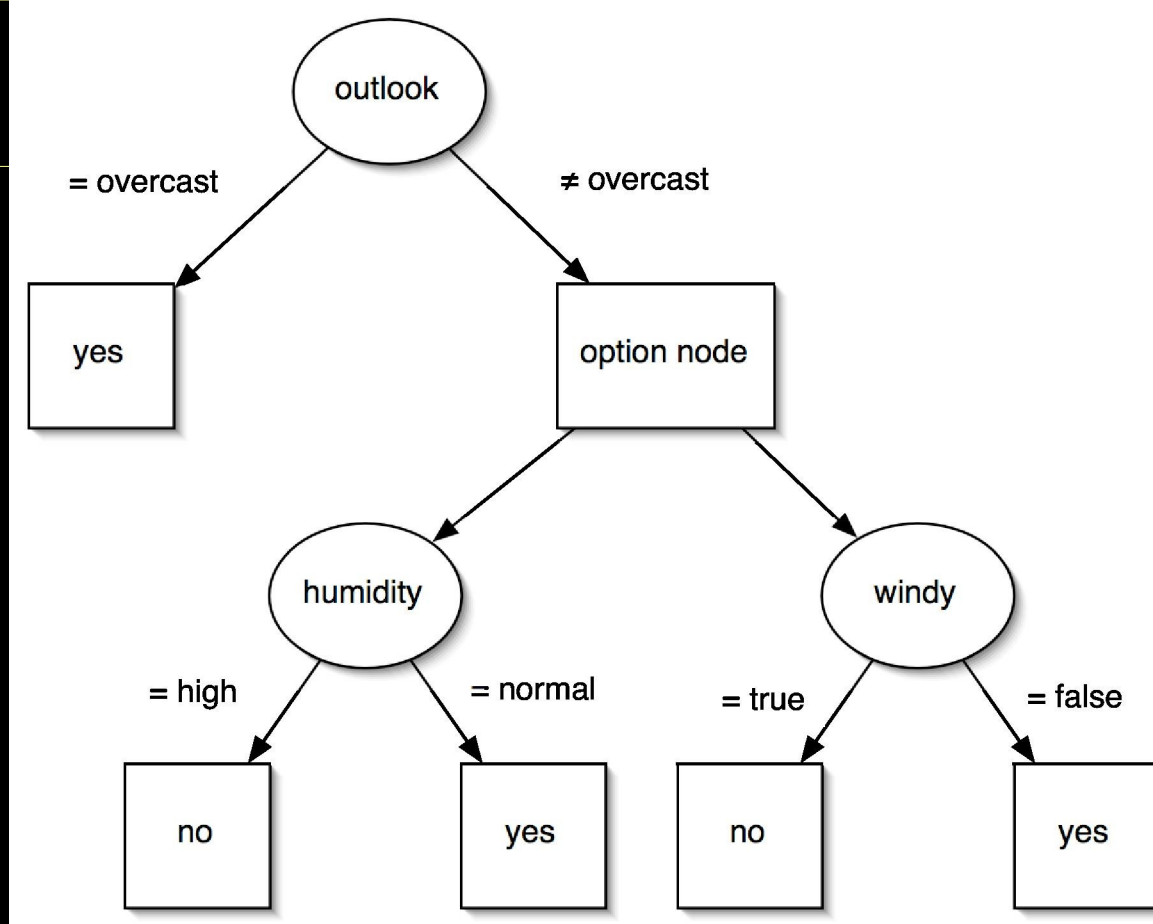 outlook
= overcast
≠ overcast
yes
option node
humidity
windy
= high
= normal
= true
= false
no
yes
no
yes